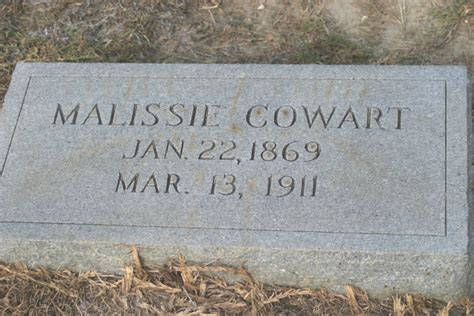 MALISSIE COWART
JAN. 22, 1869
MAR. 13, 1911